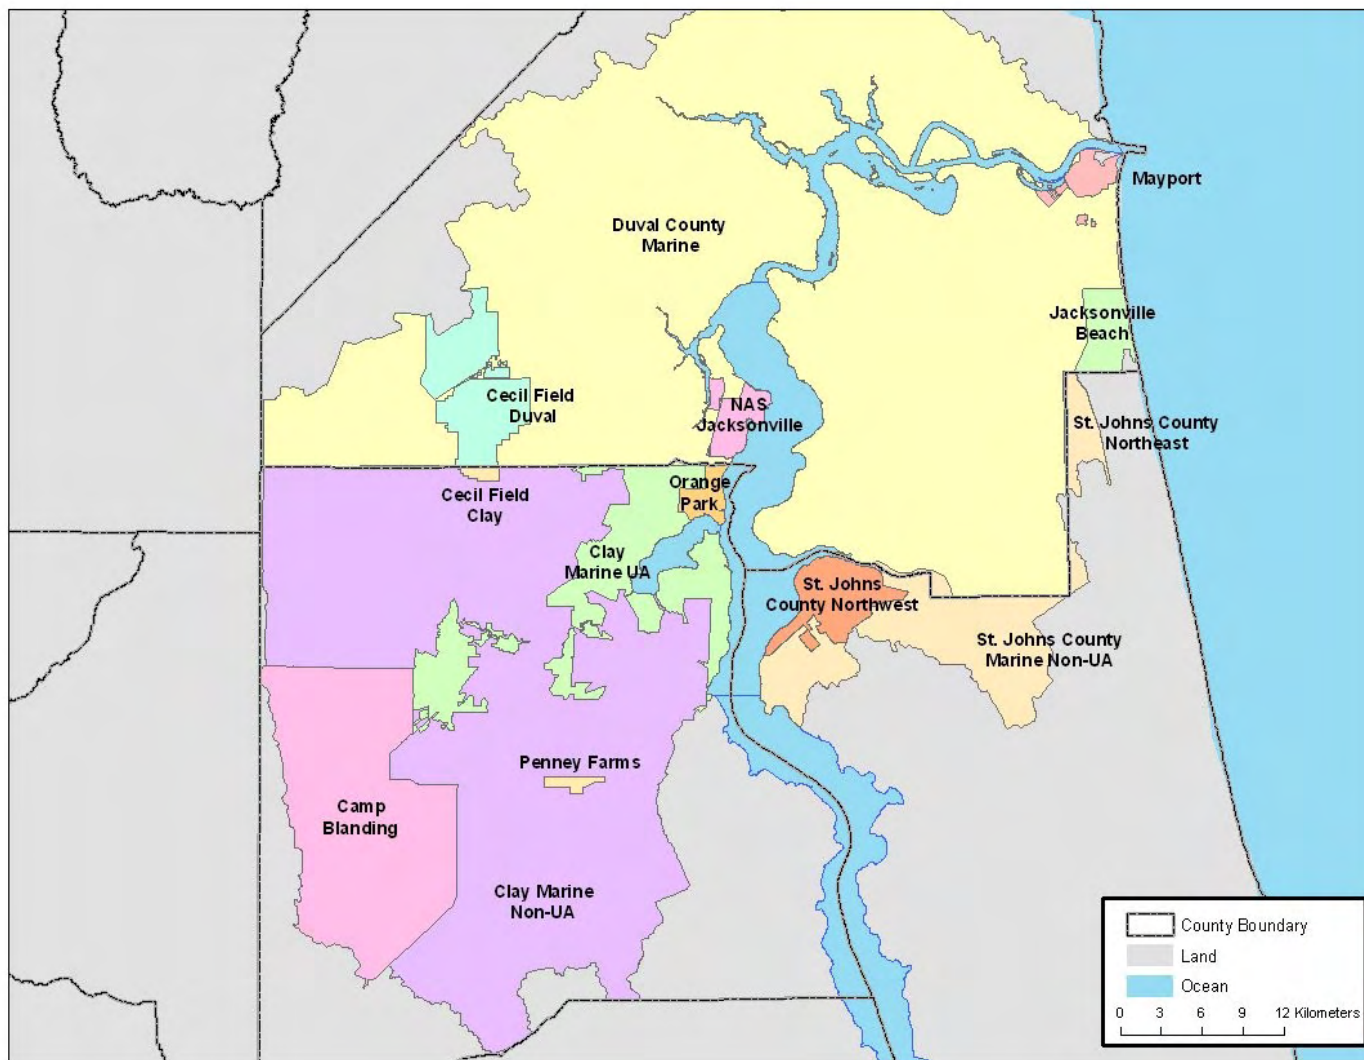 Mayport
Duval County
Marine
Jacksonville
Beach
Cecil Field
Duval
NAS
Jacksonville
St. Johns County
Northeast
Orange
Park
Cecil Field
Clay
Clay
Marine UA
St. Johns
County Northwest
St. Johns County
Marine Non-UA
Penney Farms
Camp
Blanding
Clay Marine
Non-UA
County Boundary
Land
Ocean
0 3 6 9 12 Kilometers